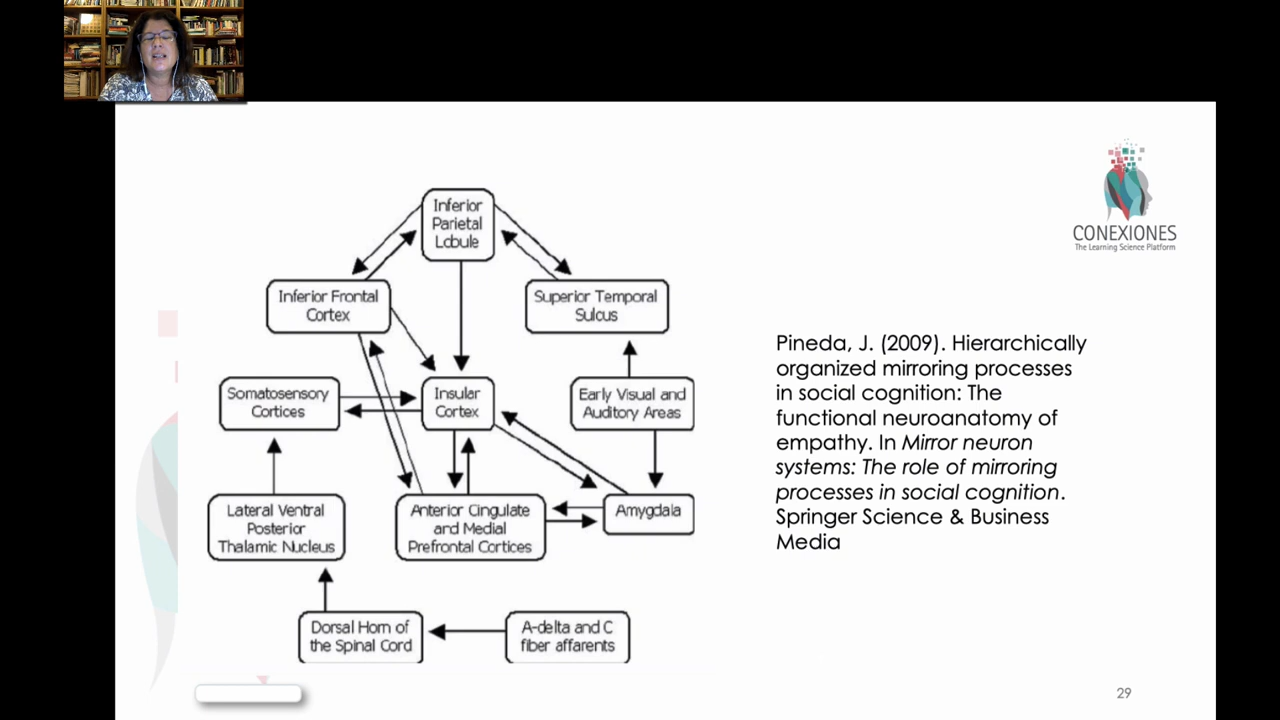 CONEXIONES
The Learning Science Platform
Inferior
Parietal
Lobule
Inferior Frontal
Cortex
Superior Temporal
Sulcus
Somatosensory
Cortices
Insular
Cortex
Early Visual and
Auditory Areas
Lateral Ventral
Posterior
Thalamic Nucleus
Anterior Cingulate
and Medial
Prefrontal Cortices
Amygdala
Dorsal Horn of
the Spinal Cord
A-delta and C
fiber affarents
Pineda, J. (2009). Hierarchically
organized mirroring processes
in social cognition: The
functional neuroanatomy of
empathy. In Mirror neuron
systems: The role of mirroring
processes in social cognition.
Springer Science & Business
Media
29